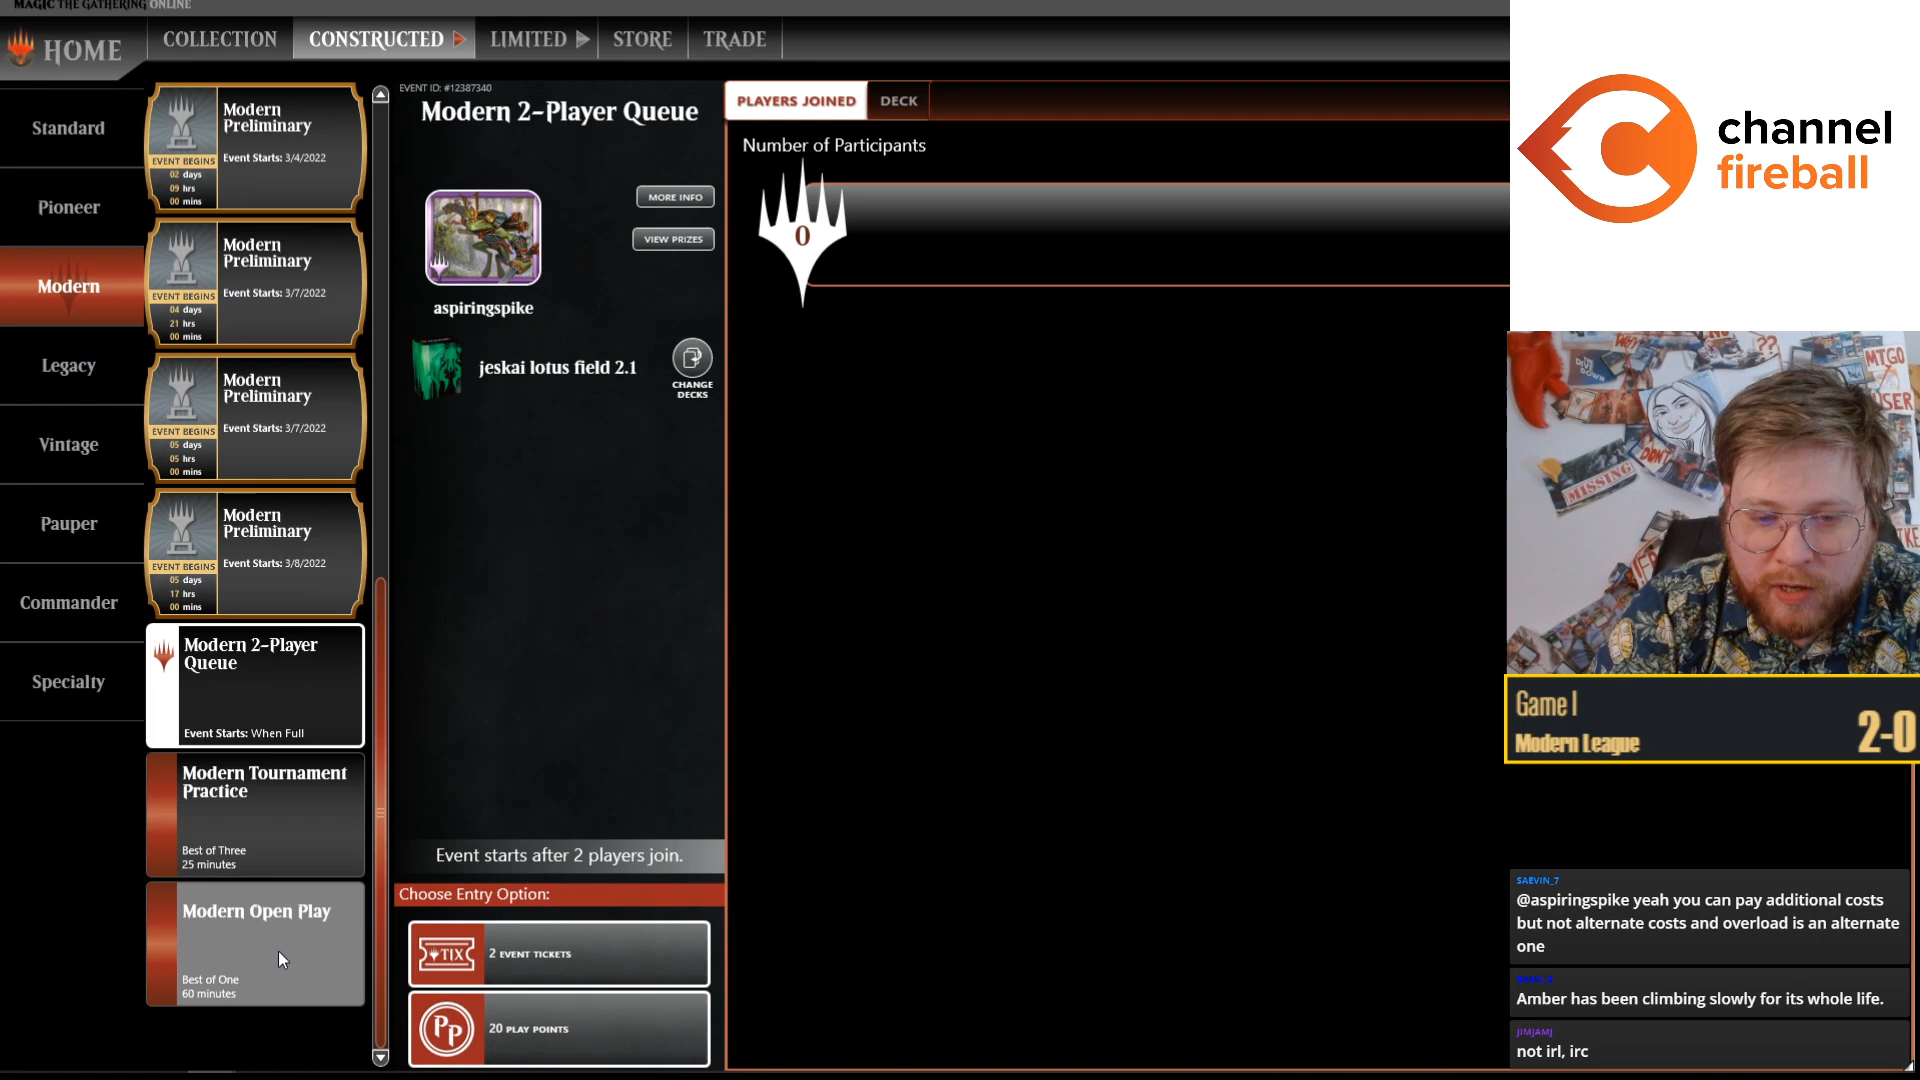 MAGIC THE GATHERING ONLINE
HOME
COLLECTION
CONSTRUCTED
LIMITED
STORE
TRADE
Standard
Pioneer
Modern
Legacy
Vintage
Pauper
Commander
Specialty
Modern
Preliminary
Event Starts: 3/4/2022
EVENT BEGINS
02 days
09 hrs
00 mins
Modern
Preliminary
Event Starts: 3/7/2022
EVENT BEGINS
04 days
21 hrs
00 mins
Modern
Preliminary
Event Starts: 3/7/2022
EVENT BEGINS
05 days
05 hrs
00 mins
Modern
Preliminary
Event Starts: 3/8/2022
EVENT BEGINS
05 days
17 hrs
00 mins
Modern 2-Player
Queue
Event Starts: When Full
Modern Tournament
Practice
Best of Three
25 minutes
Modern Open Play
Best of One
60 minutes
EVENT ID: #12387340
Modern 2-Player Queue
MORE INFO
VIEW PRIZES
aspiringspike
jeskai lotus field 2.1
CHANGE
DECKS
Event starts after 2 players join.
Choose Entry Option:
TIX
2 EVENT TICKETS
PP
20 PLAY POINTS
PLAYERS JOINED
DECK
Number of Participants
0
channel
fireball
WHY
??
MTGO
USER
THE
DIVE
DOWN
DON'T
MISSING
Game 1
Modern League
2-0
SAEVIN_7
@aspiringspike yeah you can pay additional costs
but not alternate costs and overload is an alternate
one
Amber has been climbing slowly for its whole life.
JIMJAMJ
not irl, irc